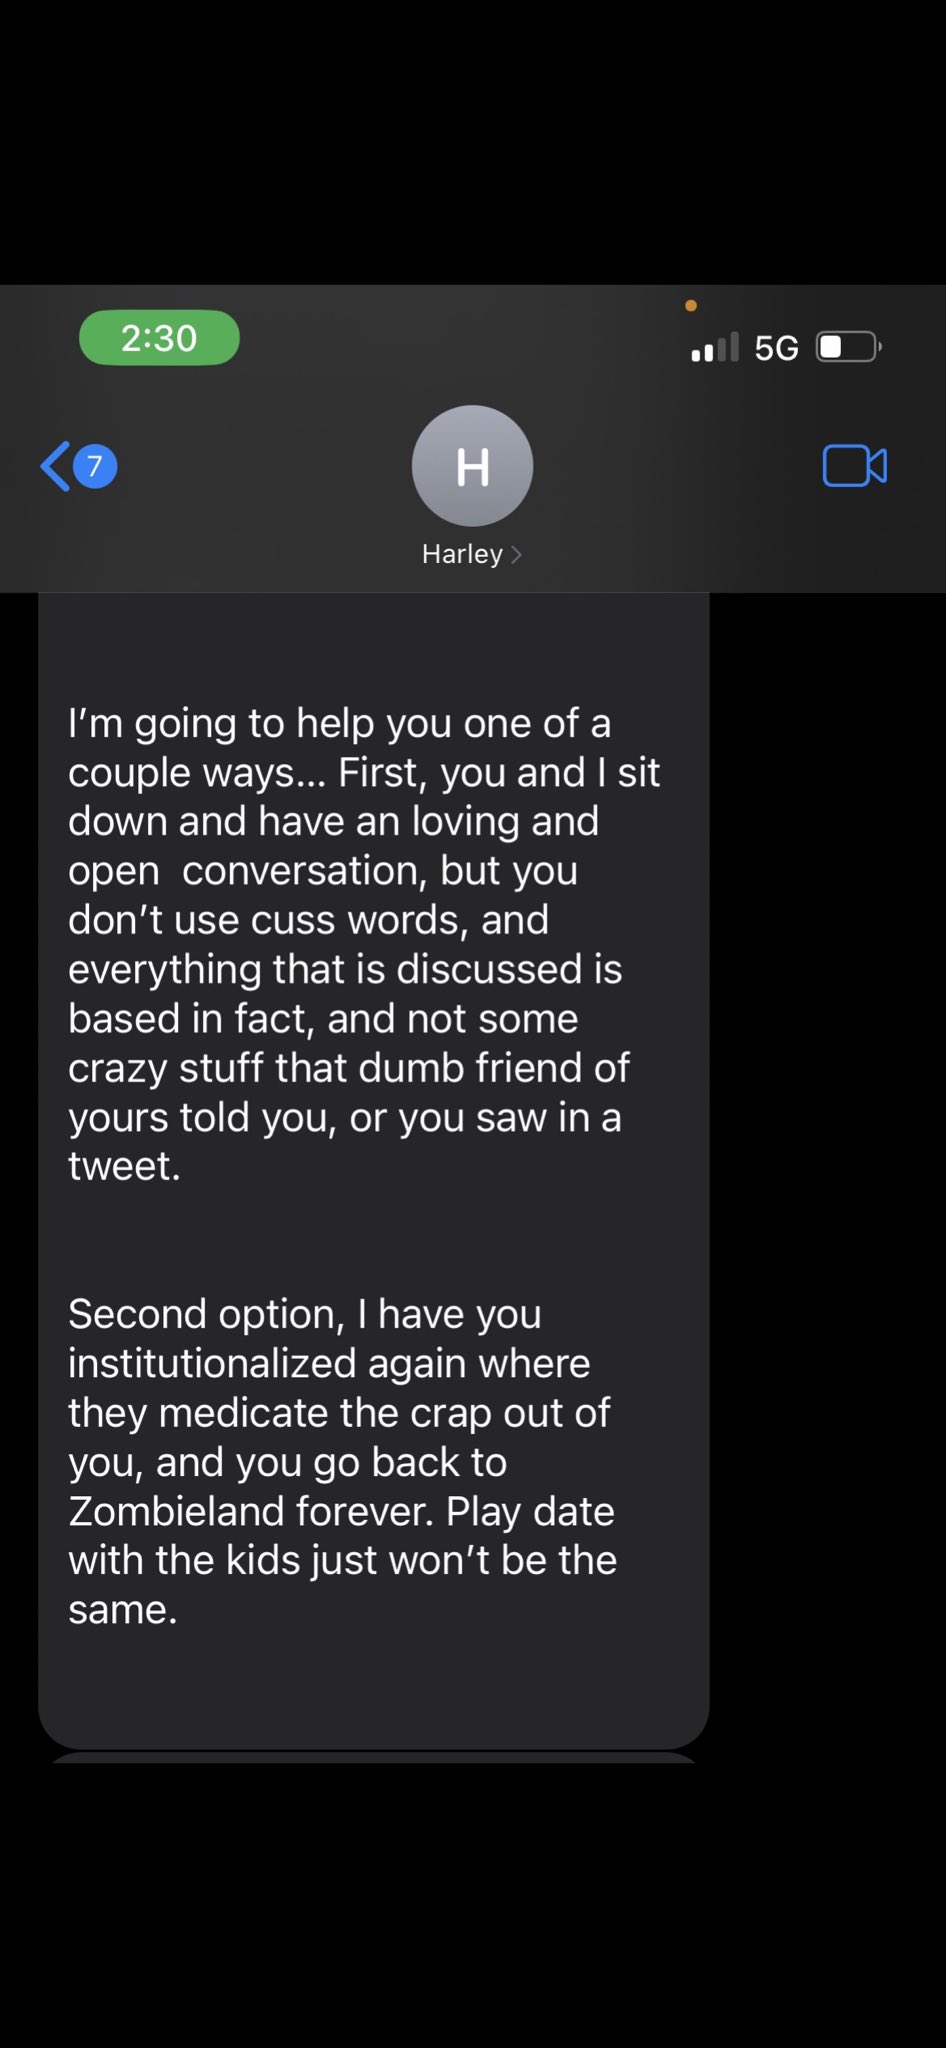 2:30
5G
7
H
Harley
I'm going to help you one of a
couple ways... First, you and I sit
down and have an loving and
open  conversation, but you
don't use cuss words, and
everything that is discussed is
based in fact, and not some
crazy stuff that dumb friend of
yours told you, or you saw in a
tweet.
Second option, I have you
institutionalized again where
they medicate the crap out of
you, and you go back to
Zombieland forever. Play date
with the kids just won't be the
same.